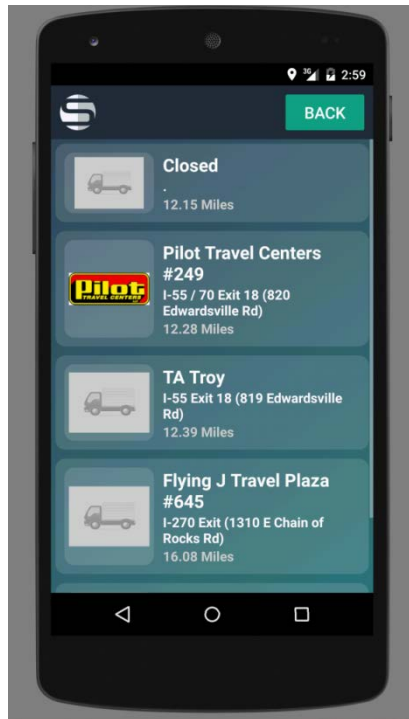 3G 2:59
BACK
Closed
.
12.15 Miles
Pilot Travel Centers
#249
I-55 / 70 Exit 18 (820
Edwardsville Rd)
12.28 Miles
Pilot
TRAVEL CENTERS
TA Troy
I-55 Exit 18 (819 Edwardsville
Rd)
12.39 Miles
Flying J Travel Plaza
#645
I-270 Exit (1310 E Chain of
Rocks Rd)
16.08 Miles